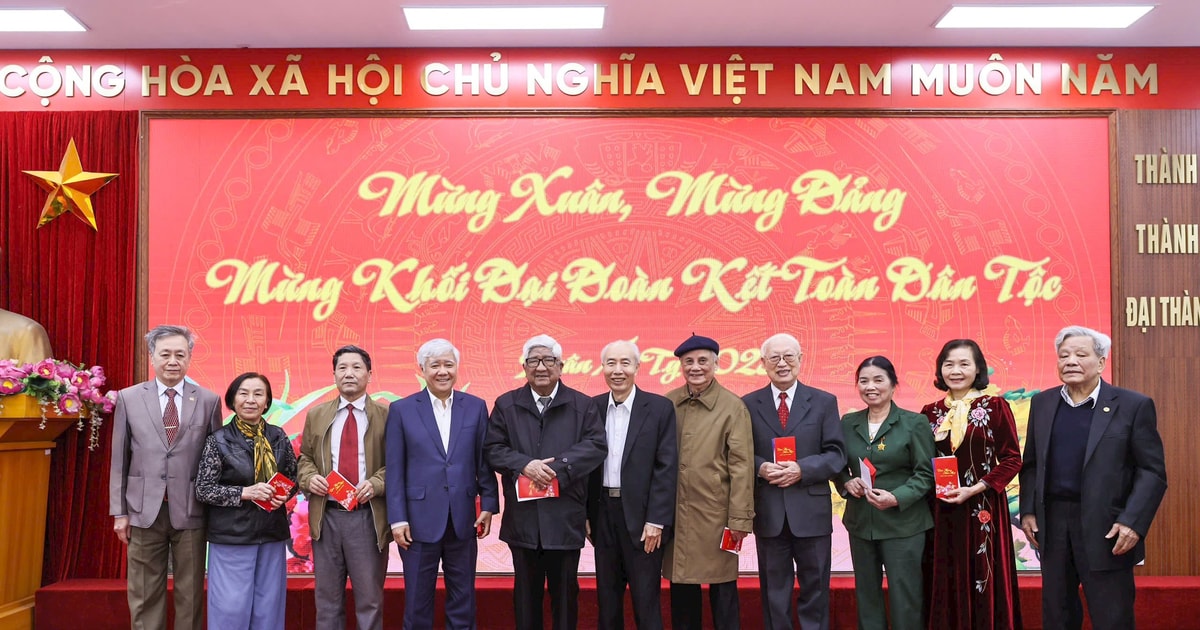 CỘNG HÒA XÃ HỘI CHỦ NGHĨA VIỆT NAM MUÔN NĂM
Mừng Xuân, Mừng Đảng
Mừng Khối Đại Đoàn Kết Toàn Dân Tộc
THÀNH
THÀNH
ĐẠI THÀN